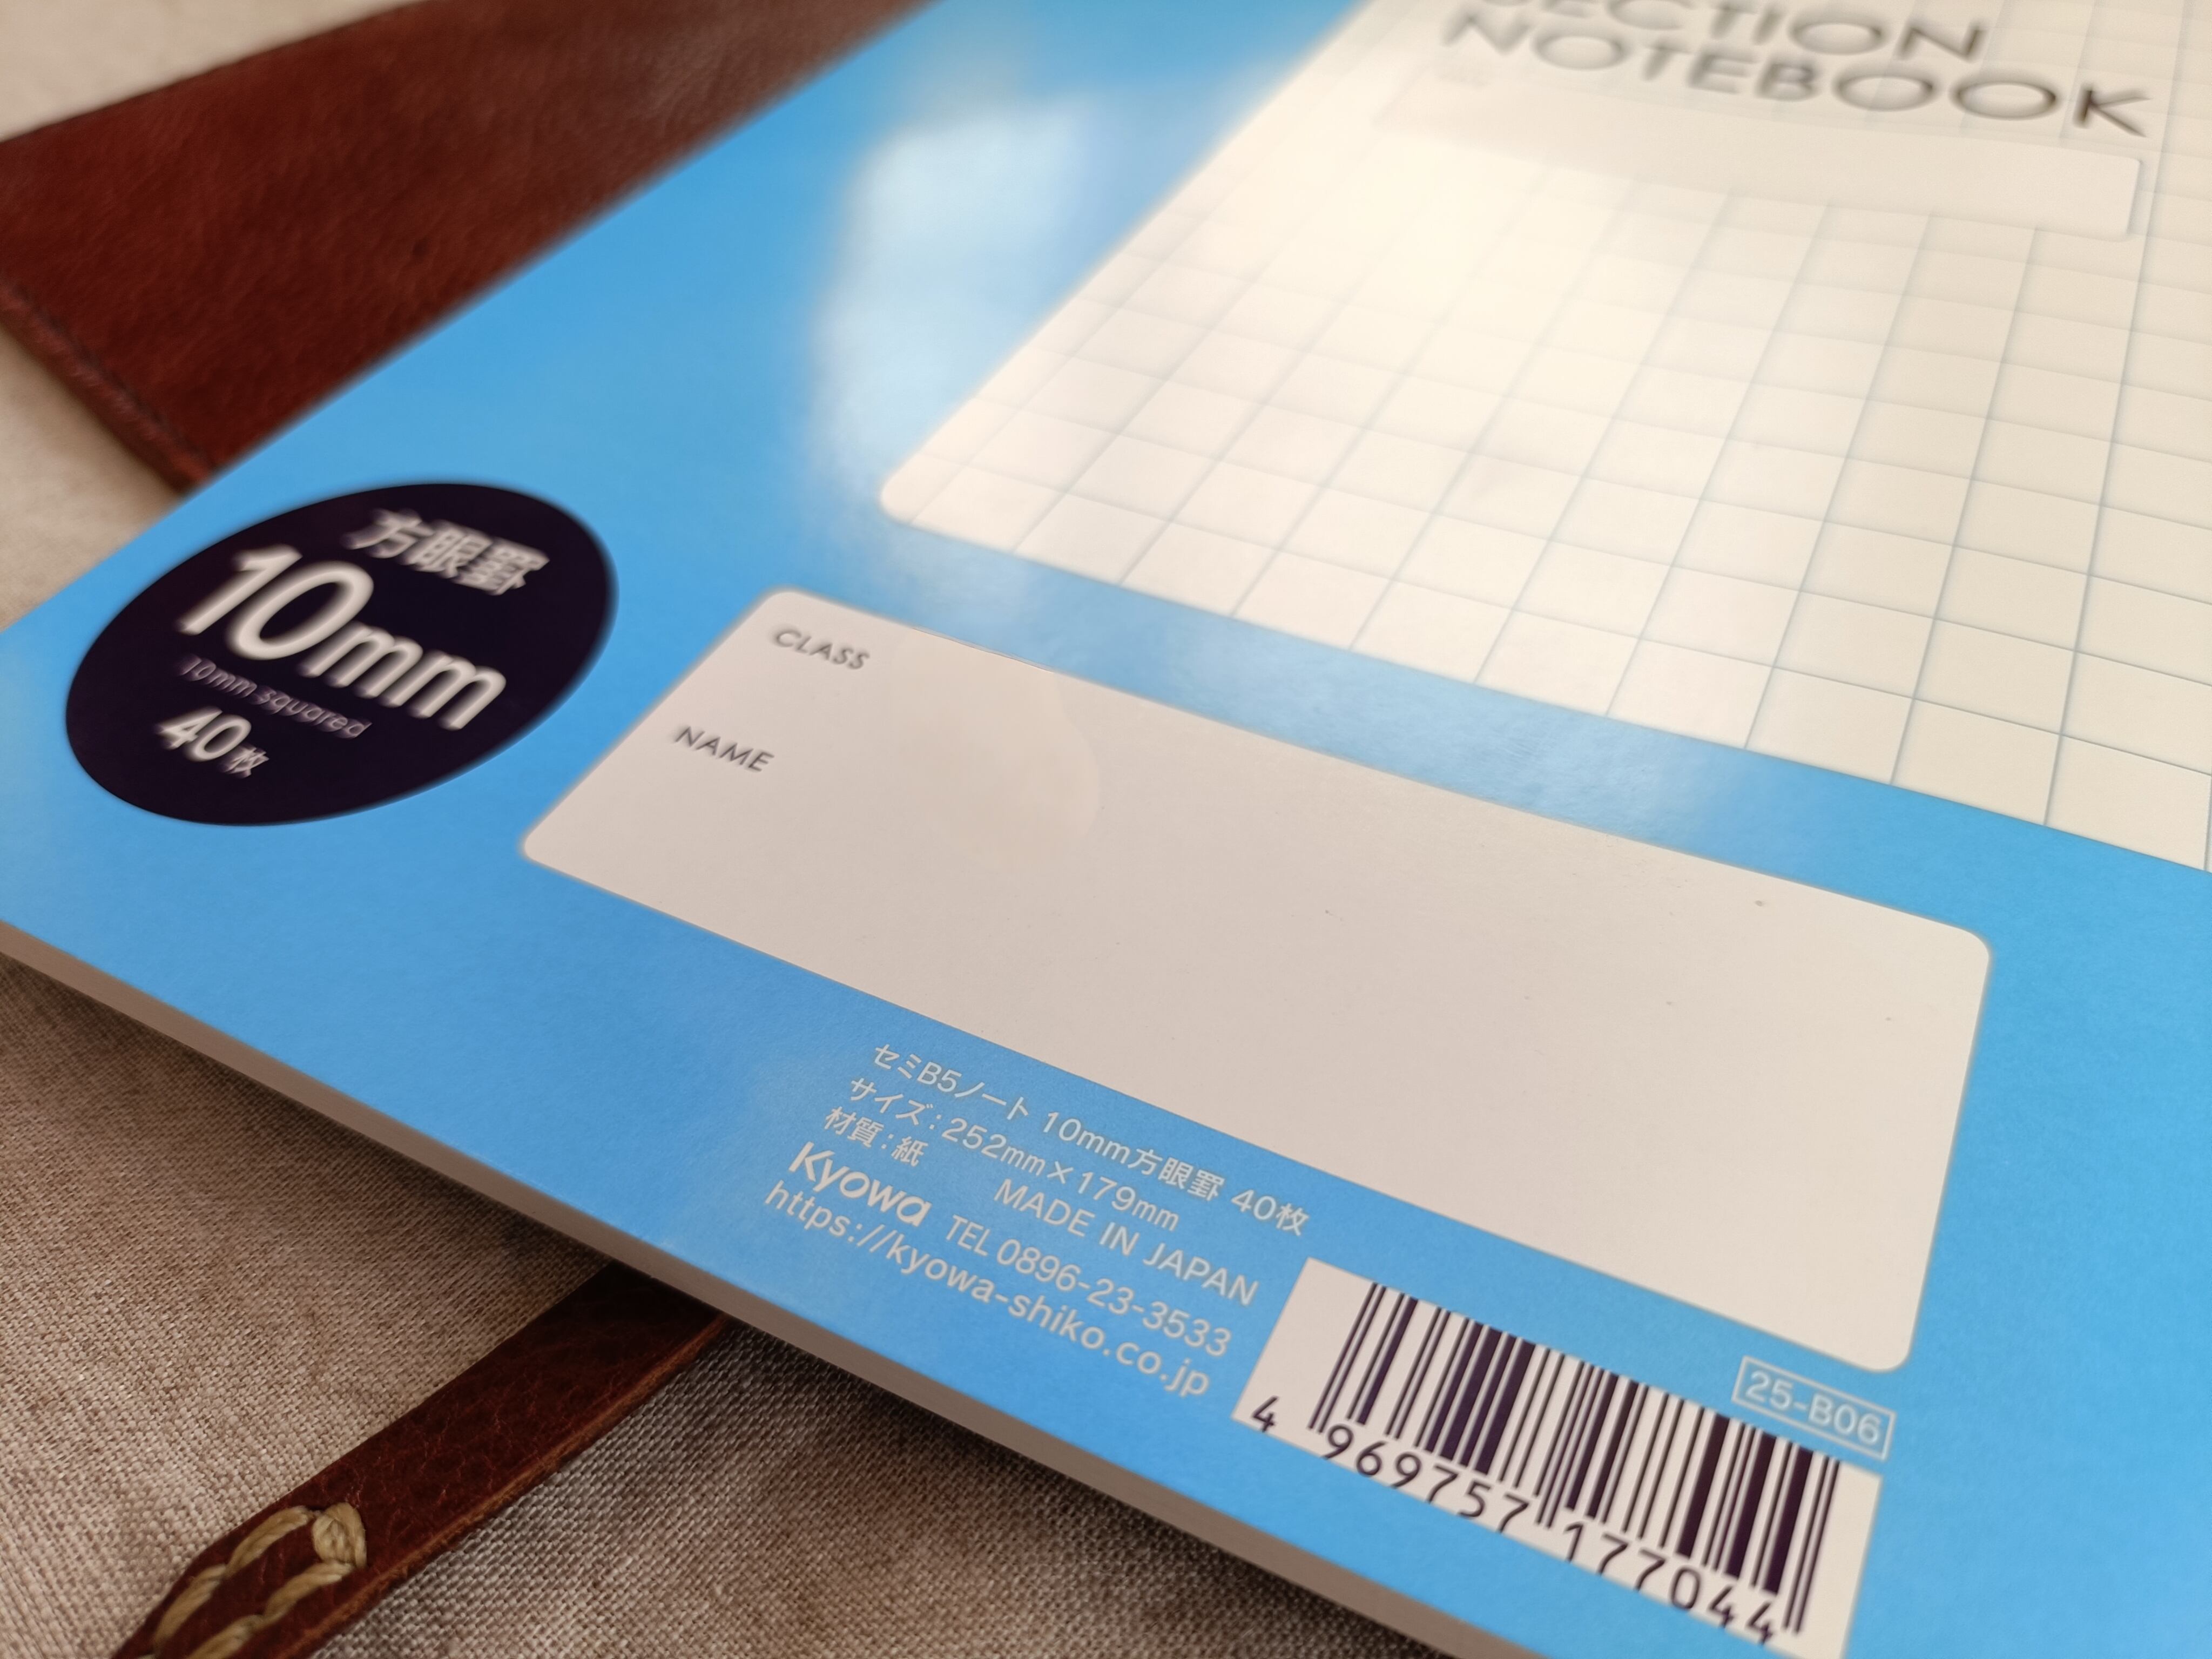 SECTION
NOTEBOOK
方眼罫
10mm
10mm squared
40枚
CLASS
NAME
セミB5ノート 10mm方眼罫 40枚
サイズ:252mm×179mm
材質:紙 MADE IN JAPAN
Kyowa TEL 0896-23-3533
https://kyowa-shiko.co.jp
25-B06
4 969757 177044